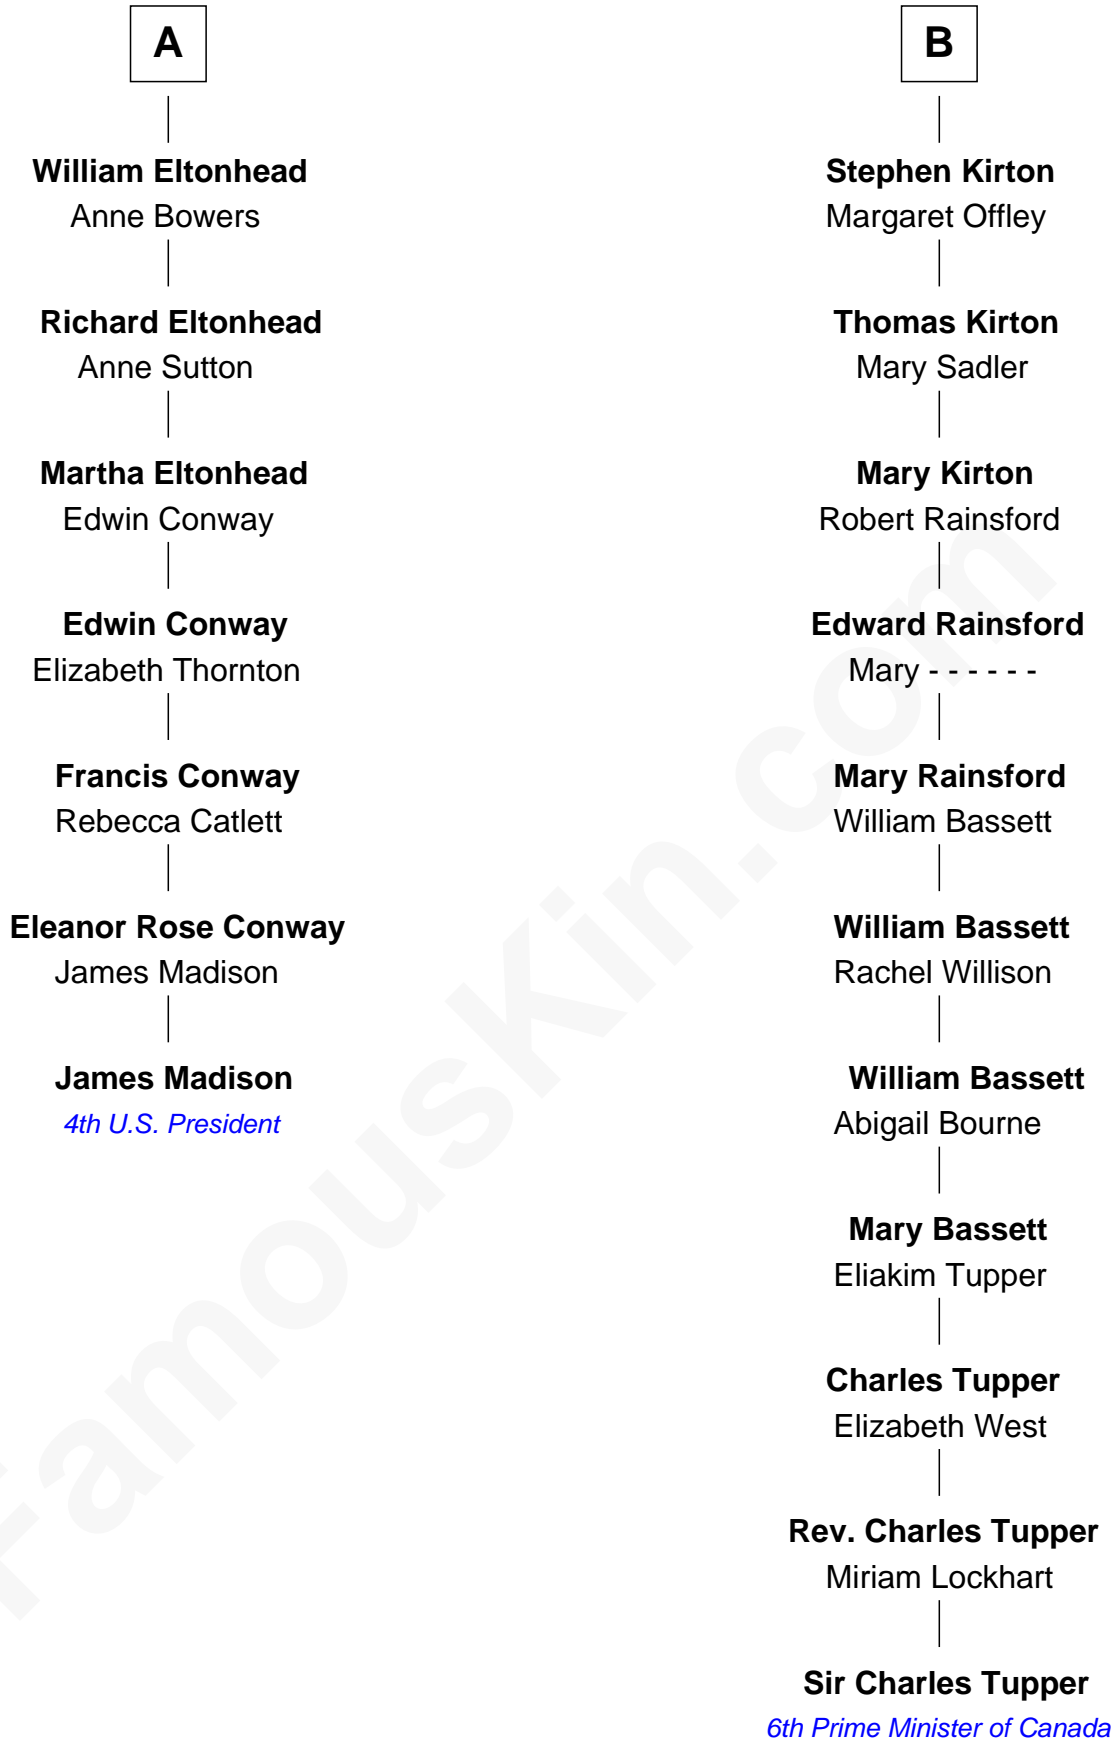 A
William Eltonhead
Anne Bowers
Richard Eltonhead
Anne Sutton
Martha Eltonhead
Edwin Conway
Edwin Conway
Elizabeth Thornton
Francis Conway
Rebecca Catlett
Eleanor Rose Conway
James Madison
James Madison
4th U.S. President
B
Stephen Kirton
Margaret Offley
Thomas Kirton
Mary Sadler
Mary Kirton
Robert Rainsford
Edward Rainsford
Mary - - - - - -
Mary Rainsford
William Bassett
William Bassett
Rachel Willison
William Bassett
Abigail Bourne
Mary Bassett
Eliakim Tupper
Charles Tupper
Elizabeth West
Rev. Charles Tupper
Miriam Lockhart
Sir Charles Tupper
6th Prime Minister of Canada
FamousKin.com